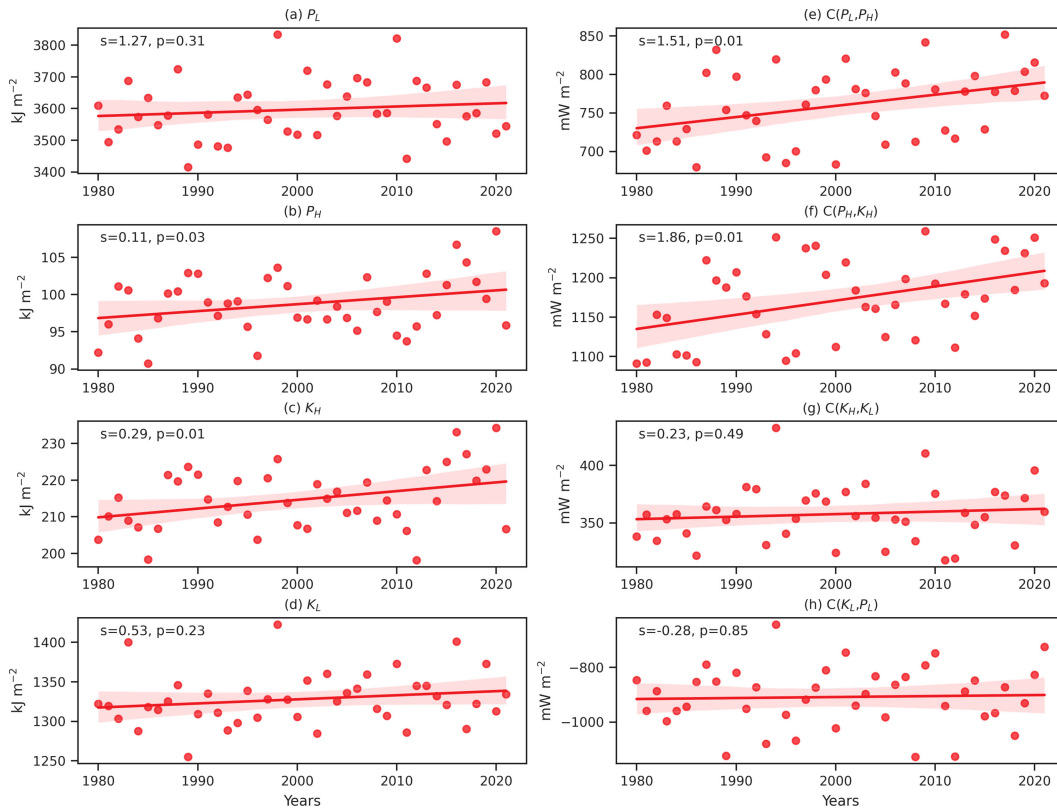 (a) P_L
s=1.27, p=0.31
kJ m⁻²
3800
3700
3600
3500
3400
1980
1990
2000
2010
2020
(b) P_H
s=0.11, p=0.03
kJ m⁻²
105
100
95
90
1980
1990
2000
2010
2020
(c) K_H
s=0.29, p=0.01
kJ m⁻²
230
220
210
200
1980
1990
2000
2010
2020
(d) K_L
s=0.53, p=0.23
kJ m⁻²
1400
1350
1300
1250
1980
1990
2000
2010
2020
Years
(e) C(P_L,P_H)
s=1.51, p=0.01
mW m⁻²
850
800
750
700
1980
1990
2000
2010
2020
(f) C(P_H,K_H)
s=1.86, p=0.01
mW m⁻²
1250
1200
1150
1100
1980
1990
2000
2010
2020
(g) C(K_H,K_L)
s=0.23, p=0.49
mW m⁻²
400
350
1980
1990
2000
2010
2020
(h) C(K_L,P_L)
s=-0.28, p=0.85
mW m⁻²
−800
−1000
1980
1990
2000
2010
2020
Years